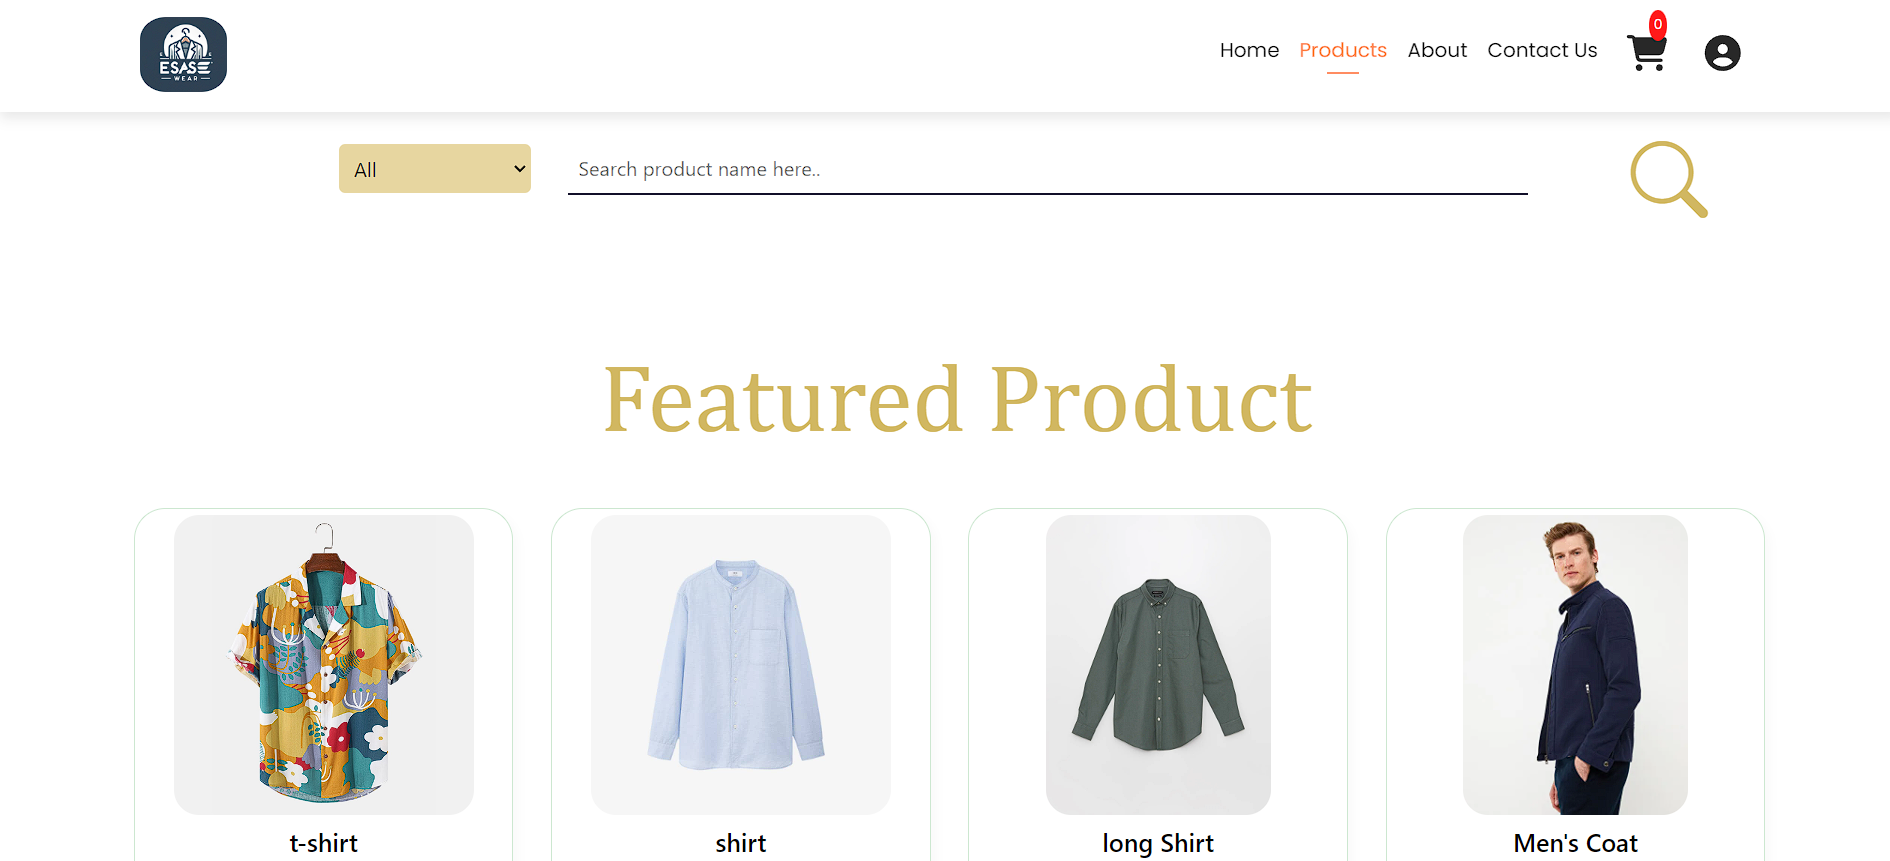 ESASE
WEAR
Home Products About Contact Us 0
All Search product name here..
Featured Product
t-shirt shirt long Shirt Men's Coat